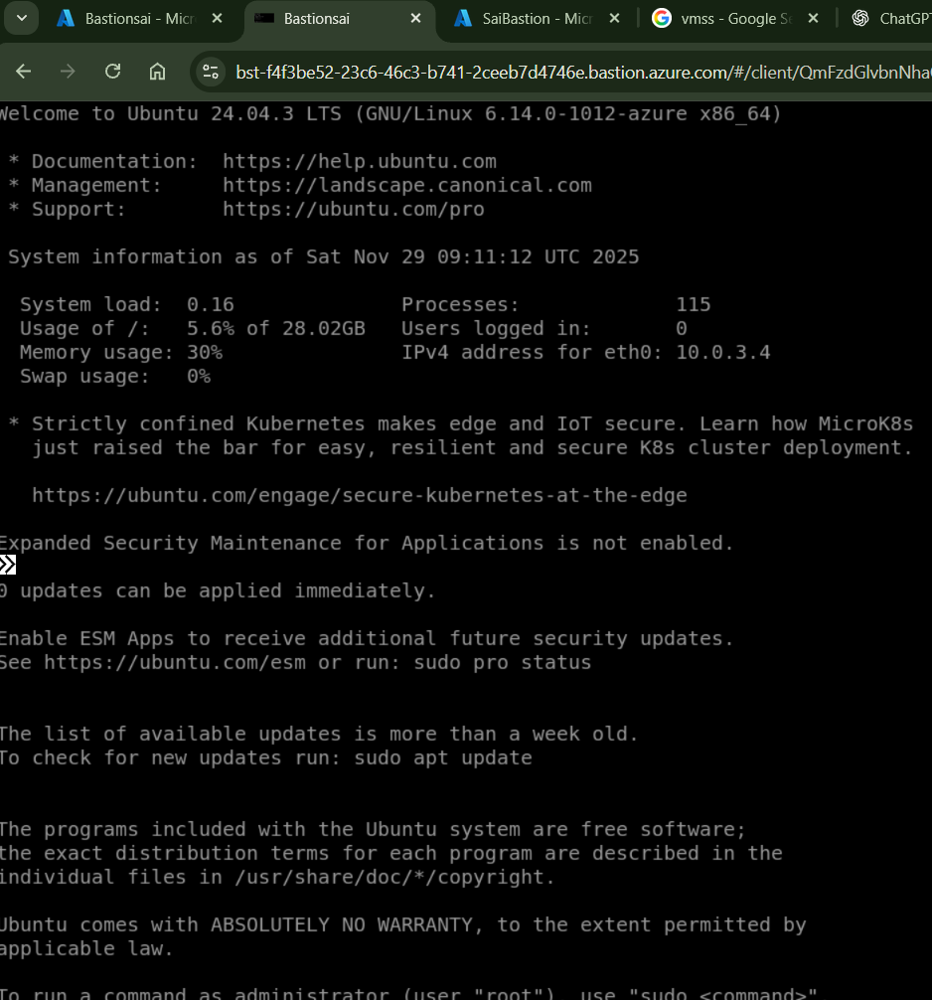 Bastionsai - Micr
Bastionsai
SaiBastion - Micr
vmss - Google S
ChatGPT
bst-f4f3be52-23c6-46c3-b741-2ceeb7d4746e.bastion.azure.com/#/client/QmFzdGlvbnNha
Welcome to Ubuntu 24.04.3 LTS (GNU/Linux 6.14.0-1012-azure x86_64)
* Documentation: https://help.ubuntu.com
* Management: https://landscape.canonical.com
* Support: https://ubuntu.com/pro
System information as of Sat Nov 29 09:11:12 UTC 2025
System load: 0.16 Processes: 115
Usage of /: 5.6% of 28.02GB Users logged in: 0
Memory usage: 30% IPv4 address for eth0: 10.0.3.4
Swap usage: 0%
* Strictly confined Kubernetes makes edge and IoT secure. Learn how MicroK8s
just raised the bar for easy, resilient and secure K8s cluster deployment.
https://ubuntu.com/engage/secure-kubernetes-at-the-edge
Expanded Security Maintenance for Applications is not enabled.
0 updates can be applied immediately.
Enable ESM Apps to receive additional future security updates.
See https://ubuntu.com/esm or run: sudo pro status
The list of available updates is more than a week old.
To check for new updates run: sudo apt update
The programs included with the Ubuntu system are free software;
the exact distribution terms for each program are described in the
individual files in /usr/share/doc/*/copyright.
Ubuntu comes with ABSOLUTELY NO WARRANTY, to the extent permitted by
applicable law.
To run a command as administrator (user "root"), use "sudo <command>"